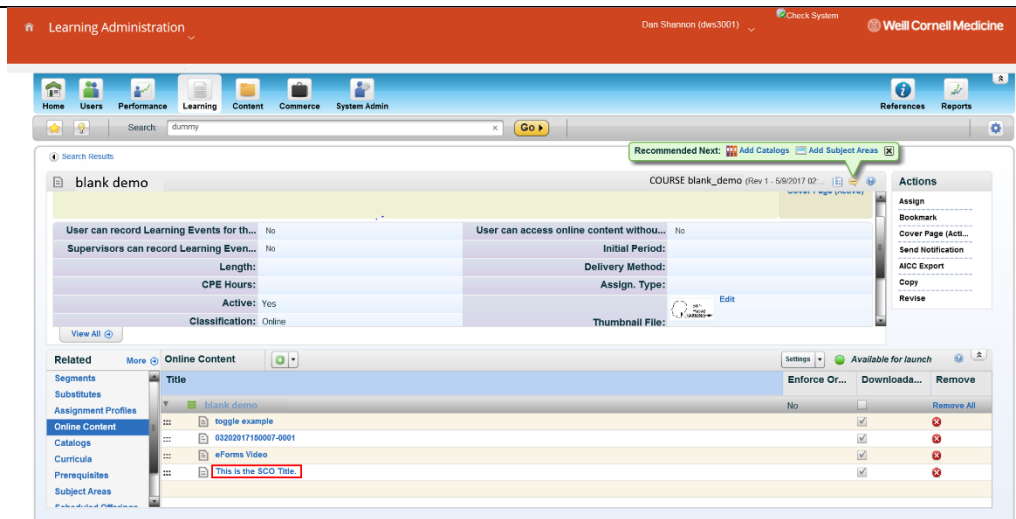 Learning Administration
Dan Shannon (dws3001)
Check System
Weill Cornell Medicine
Home Users Performance Learning Content Commerce System Admin
References Reports
Search: dummy
Go
Search Results
Recommended Next: Add Catalogs Add Subject Areas
blank demo
COURSE blank_demo (Rev 1 - 5/9/2017 02:...
Cover Page (Active)
User can record Learning Events for th... No
User can access online content withou... No
Supervisors can record Learning Even... No
Initial Period:
Length:
Delivery Method:
CPE Hours:
Assign. Type:
Active: Yes
Edit
Classification: Online
Thumbnail File:
View All
Actions
Assign
Bookmark
Cover Page (Acti...
Send Notification
AICC Export
Copy
Revise
Related More
Segments
Substitutes
Assignment Profiles
Online Content
Catalogs
Curricula
Prerequisites
Subject Areas
Scheduled Offerings
Online Content
Settings
Available for launch
Title Enforce Or... Downloada... Remove
blank demo No Remove All
toggle example
03202017150007-0001
eForms Video
This is the SCO Title.